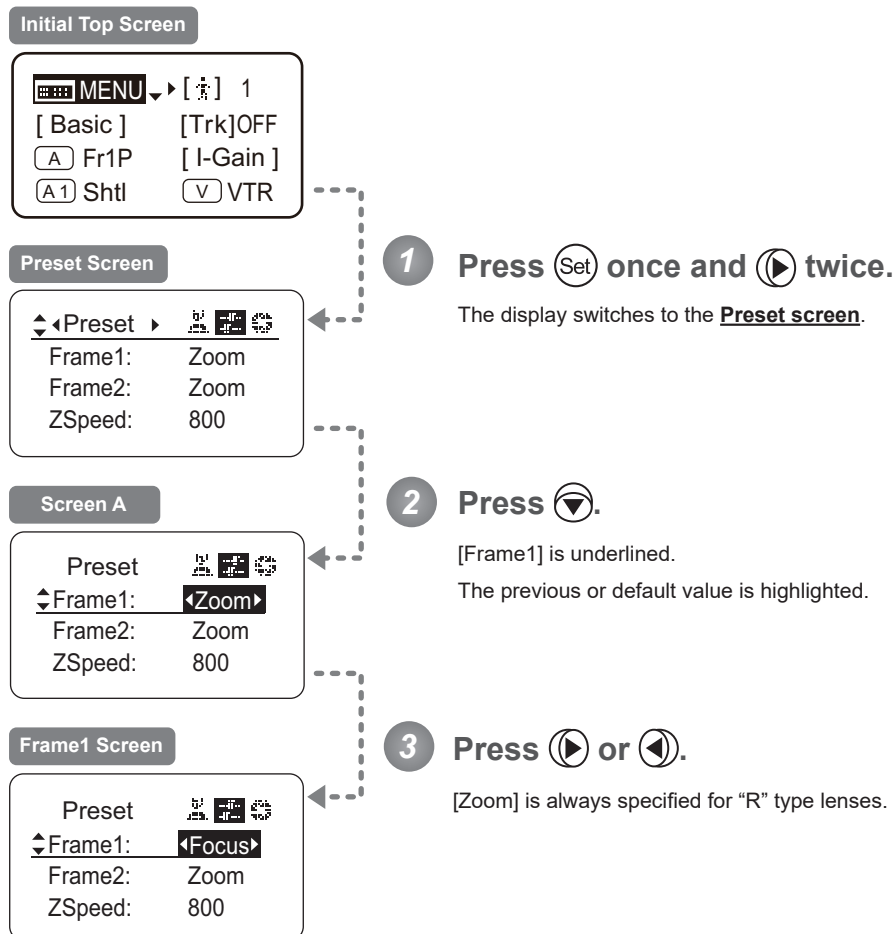 Initial Top Screen
MENU [ ] 1
[ Basic ] [Trk]OFF
A Fr1P [ I-Gain ]
A1 Shtl V VTR
Preset Screen
Preset
Frame1: Zoom
Frame2: Zoom
ZSpeed: 800
1 Press Set once and twice.
The display switches to the Preset screen.
Screen A
Preset
Frame1: Zoom
Frame2: Zoom
ZSpeed: 800
2 Press .
[Frame1] is underlined.
The previous or default value is highlighted.
Frame1 Screen
Preset
Frame1: Focus
Frame2: Zoom
ZSpeed: 800
3 Press or .
[Zoom] is always specified for “R” type lenses.